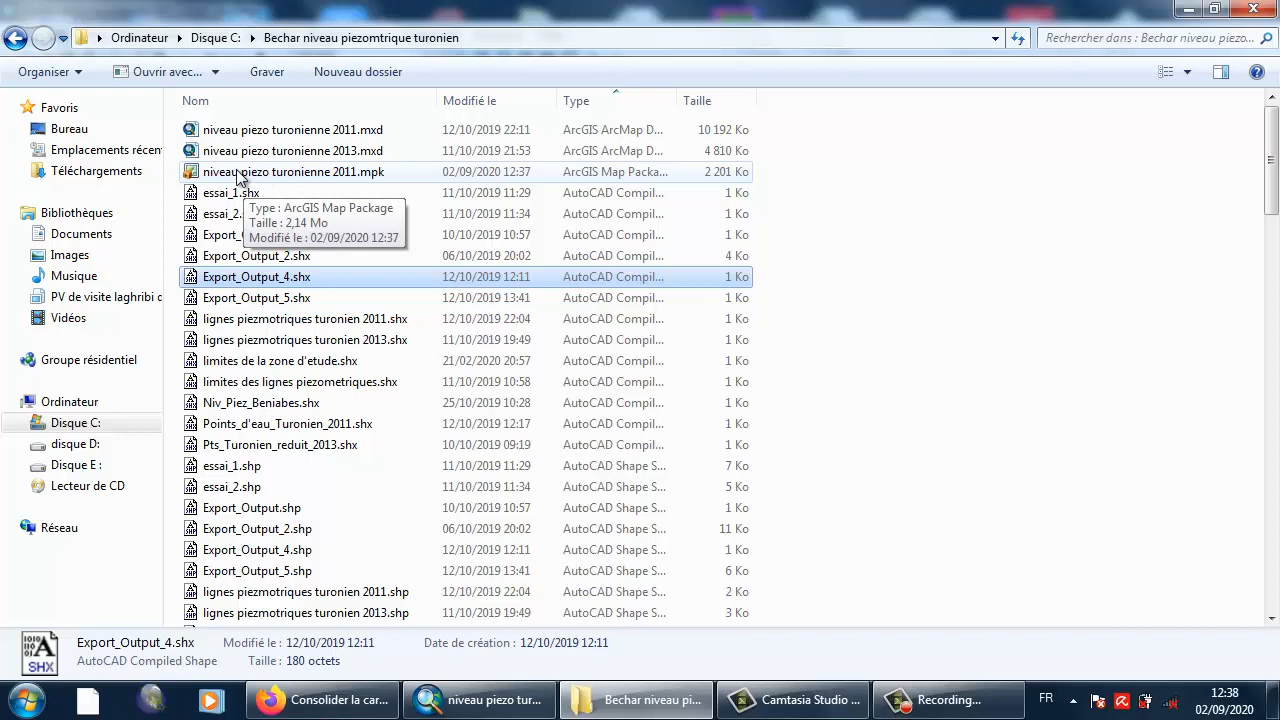 Ordinateur Disque C: Bechar niveau piezomtrique turonien
Rechercher dans : Bechar niveau piezo...
Organiser Ouvrir avec... Graver Nouveau dossier
Nom Modifié le Type Taille
niveau piezo turonienne 2011.mxd 12/10/2019 22:11 ArcGIS ArcMap D... 10 192 Ko
niveau piezo turonienne 2013.mxd 11/10/2019 21:53 ArcGIS ArcMap D... 4 810 Ko
niveau piezo turonienne 2011.mpk 02/09/2020 12:37 ArcGIS Map Packa... 2 201 Ko
essai_1.shx 11/10/2019 11:29 AutoCAD Compil... 1 Ko
essai_2. 11/10/2019 11:34 AutoCAD Compil... 1 Ko
Export_ 10/10/2019 10:57 AutoCAD Compil... 1 Ko
Export_Output_2.shx 06/10/2019 20:02 AutoCAD Compil... 4 Ko
Export_Output_4.shx 12/10/2019 12:11 AutoCAD Compil... 1 Ko
Export_Output_5.shx 12/10/2019 13:41 AutoCAD Compil... 1 Ko
lignes piezmotriques turonien 2011.shx 12/10/2019 22:04 AutoCAD Compil... 1 Ko
lignes piezmotriques turonien 2013.shx 11/10/2019 19:49 AutoCAD Compil... 1 Ko
limites de la zone d'etude.shx 21/02/2020 20:57 AutoCAD Compil... 1 Ko
limites des lignes piezometriques.shx 11/10/2019 10:58 AutoCAD Compil... 1 Ko
Niv_Piez_Beniabes.shx 25/10/2019 10:28 AutoCAD Compil... 1 Ko
Points_d'eau_Turonien_2011.shx 12/10/2019 12:17 AutoCAD Compil... 1 Ko
Pts_Turonien_reduit_2013.shx 10/10/2019 09:19 AutoCAD Compil... 1 Ko
essai_1.shp 11/10/2019 11:29 AutoCAD Shape S... 7 Ko
essai_2.shp 11/10/2019 11:34 AutoCAD Shape S... 5 Ko
Export_Output.shp 10/10/2019 10:57 AutoCAD Shape S... 1 Ko
Export_Output_2.shp 06/10/2019 20:02 AutoCAD Shape S... 11 Ko
Export_Output_4.shp 12/10/2019 12:11 AutoCAD Shape S... 1 Ko
Export_Output_5.shp 12/10/2019 13:41 AutoCAD Shape S... 6 Ko
lignes piezmotriques turonien 2011.shp 12/10/2019 22:04 AutoCAD Shape S... 2 Ko
lignes piezmotriques turonien 2013.shp 11/10/2019 19:49 AutoCAD Shape S... 3 Ko
Type : ArcGIS Map Package
Taille : 2,14 Mo
Modifié le : 02/09/2020 12:37
Favoris
Bureau
Emplacements récen
Téléchargements
Bibliothèques
Documents
Images
Musique
PV de visite laghribi c
Vidéos
Groupe résidentiel
Ordinateur
Disque C:
disque D:
Disque E :
Lecteur de CD
Réseau
Export_Output_4.shx Modifié le : 12/10/2019 12:11 Date de création : 12/10/2019 12:11
AutoCAD Compiled Shape Taille : 180 octets
SHX
Consolider la car... niveau piezo tur... Bechar niveau pi... Camtasia Studio ... Recording... FR 12:38
02/09/2020